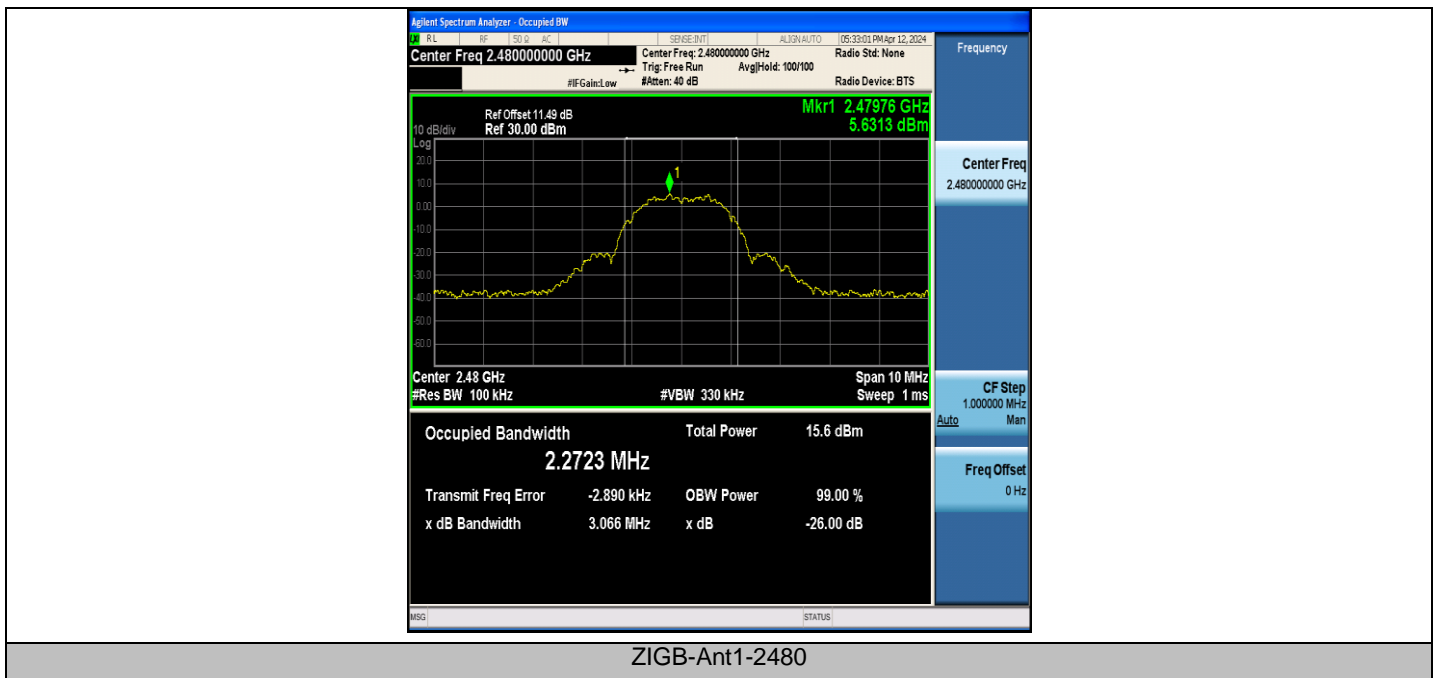 Agilent Spectrum Analyzer - Occupied BW
RL RF 50 Ω AC SENSE:INT ALIGN AUTO 05:33:01 PM Apr 12, 2024
Center Freq 2.480000000 GHz
Center Freq: 2.480000000 GHz
Radio Std: None
Trig: Free Run Avg|Hold: 100/100
#IFGain:Low #Atten: 40 dB Radio Device: BTS
Frequency
Mkr1 2.47976 GHz
5.6313 dBm
Ref Offset 11.49 dB
10 dB/div Ref 30.00 dBm
Log
20.0
10.0
0.00
-10.0
-20.0
-30.0
-40.0
-50.0
-60.0
1
Center 2.48 GHz Span 10 MHz
#Res BW 100 kHz #VBW 330 kHz Sweep 1 ms
Center Freq
2.480000000 GHz
CF Step
1.000000 MHz
Auto Man
Freq Offset
0 Hz
Occupied Bandwidth Total Power 15.6 dBm
2.2723 MHz
Transmit Freq Error -2.890 kHz OBW Power 99.00 %
x dB Bandwidth 3.066 MHz x dB -26.00 dB
MSG STATUS
ZIGB-Ant1-2480